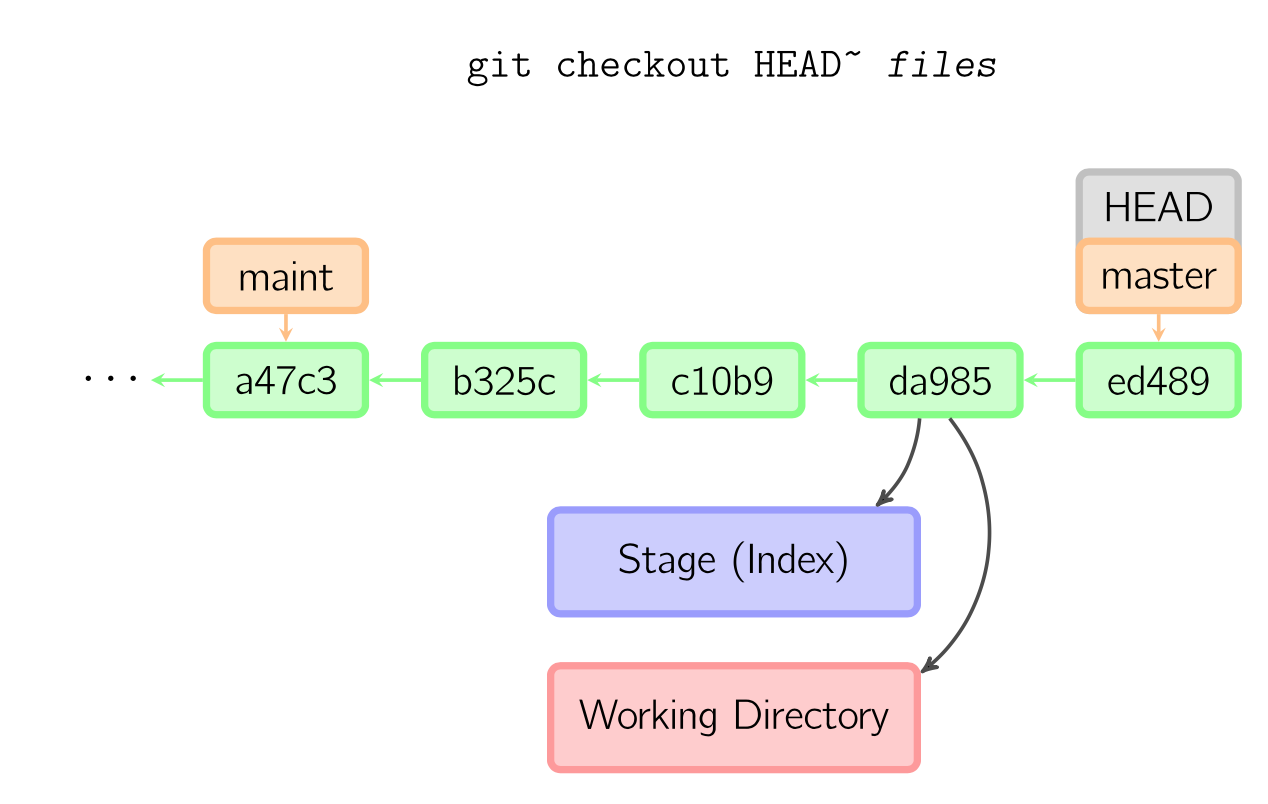 git checkout HEAD~ files
HEAD
maint
master
... a47c3 b325c c10b9 da985 ed489
Stage (Index)
Working Directory